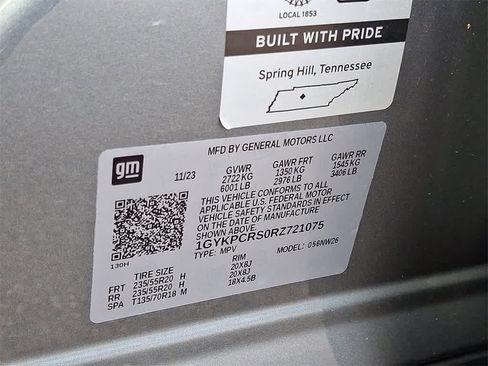 LOCAL 1853
BUILT WITH PRIDE
Spring Hill, Tennessee
MFD BY GENERAL MOTORS LLC
gm
11/23
GVWR GAWR FRT GAWR RR
2722 KG 1350 KG 1545 KG
6001 LB 2976 LB 3406 LB
THIS VEHICLE CONFORMS TO ALL
APPLICABLE U.S. FEDERAL MOTOR
VEHICLE SAFETY STANDARDS IN EFFECT
ON THE DATE OF MANUFACTURE
SHOWN ABOVE
1GYKPCRS0RZ721075
TYPE: MPV MODEL: 056NW26
130H
TIRE SIZE RIM
FRT 235/55R20 H 20X8J
RR 235/55R20 H 20X8J
SPA T135/70R18 M 18X4.5B